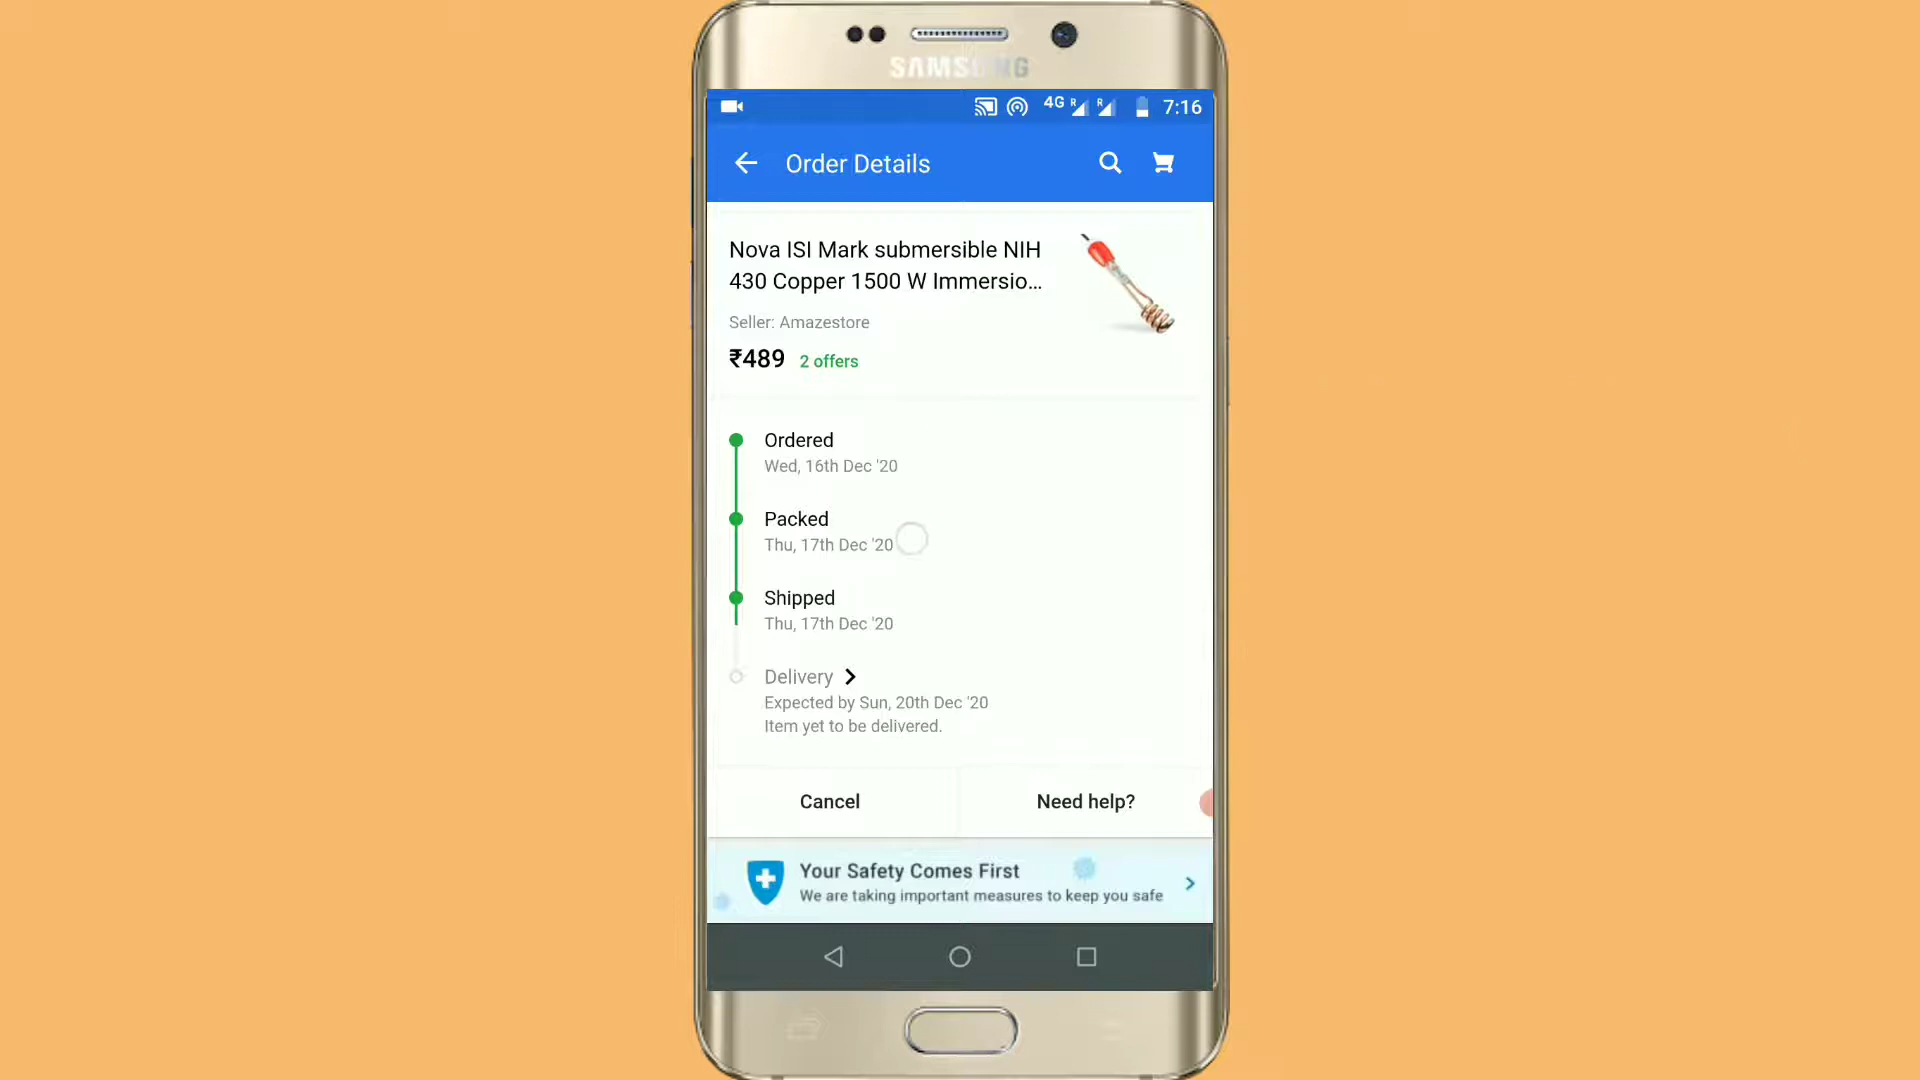 SAMSUNG
4G R R 7:16
Order Details
Nova ISI Mark submersible NIH
430 Copper 1500 W Immersio...
Seller: Amazestore
₹489 2 offers
Ordered
Wed, 16th Dec '20
Packed
Thu, 17th Dec '20
Shipped
Thu, 17th Dec '20
Delivery
Expected by Sun, 20th Dec '20
Item yet to be delivered.
Cancel Need help?
Your Safety Comes First
We are taking important measures to keep you safe